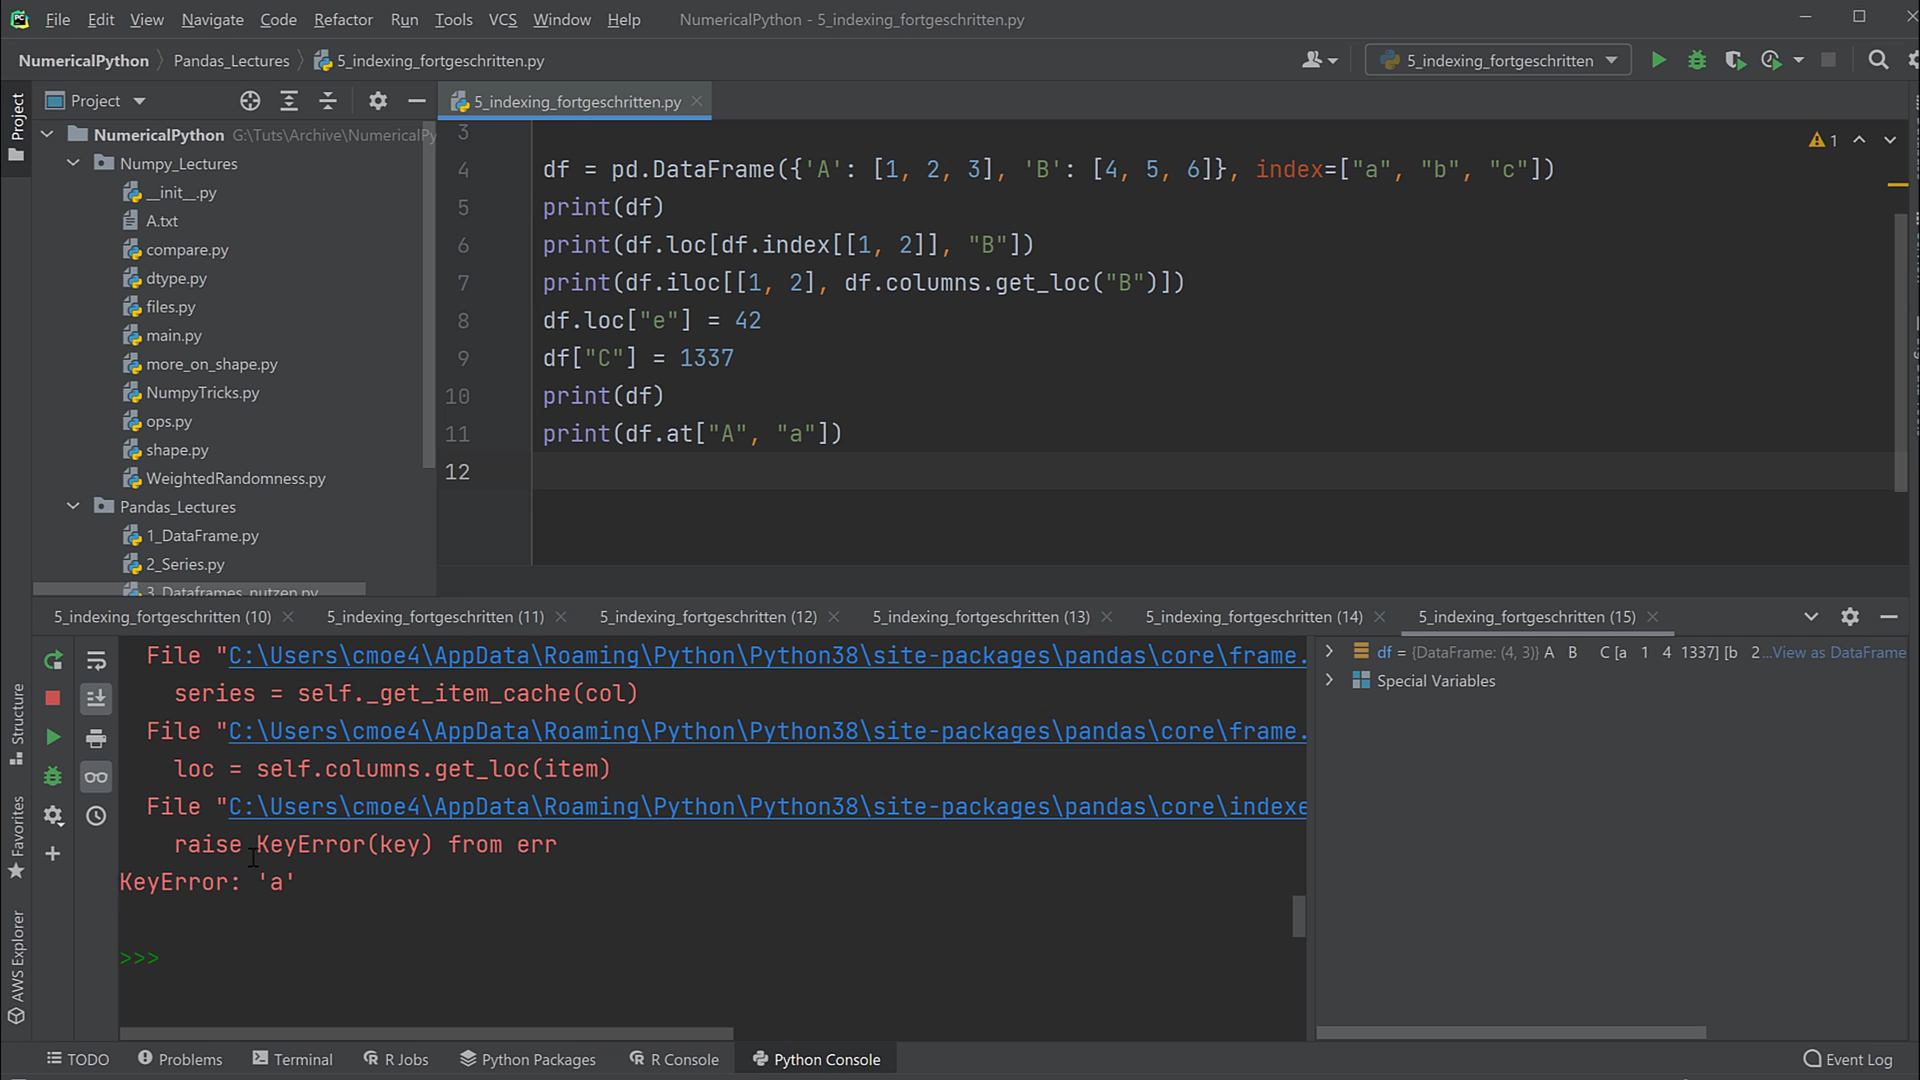 PC File Edit View Navigate Code Refactor Run Tools VCS Window Help NumericalPython - 5_indexing_fortgeschritten.py
NumericalPython Pandas_Lectures 5_indexing_fortgeschritten.py 5_indexing_fortgeschritten
Project
Project
5_indexing_fortgeschritten.py
NumericalPython G:\Tuts\Archive\NumericalPy
Numpy_Lectures
__init__.py
A.txt
compare.py
dtype.py
files.py
main.py
more_on_shape.py
NumpyTricks.py
ops.py
shape.py
WeightedRandomness.py
Pandas_Lectures
1_DataFrame.py
2_Series.py
3_Dataframes_nutzen.py
1
3
4 df = pd.DataFrame({'A': [1, 2, 3], 'B': [4, 5, 6]}, index=["a", "b", "c"])
5 print(df)
6 print(df.loc[df.index[[1, 2]], "B"])
7 print(df.iloc[[1, 2], df.columns.get_loc("B")])
8 df.loc["e"] = 42
9 df["C"] = 1337
10 print(df)
11 print(df.at["A", "a"])
12
5_indexing_fortgeschritten (10) 5_indexing_fortgeschritten (11) 5_indexing_fortgeschritten (12) 5_indexing_fortgeschritten (13) 5_indexing_fortgeschritten (14) 5_indexing_fortgeschritten (15)
File "C:\Users\cmoe4\AppData\Roaming\Python\Python38\site-packages\pandas\core\frame.
series = self._get_item_cache(col)
File "C:\Users\cmoe4\AppData\Roaming\Python\Python38\site-packages\pandas\core\frame.
loc = self.columns.get_loc(item)
File "C:\Users\cmoe4\AppData\Roaming\Python\Python38\site-packages\pandas\core\indexe
raise KeyError(key) from err
KeyError: 'a'
>>>
df = {DataFrame: (4, 3)} A B C [a 1 4 1337] [b 2...View as DataFrame
Special Variables
Structure
Favorites
AWS Explorer
TODO Problems Terminal R Jobs Python Packages R Console Python Console Event Log